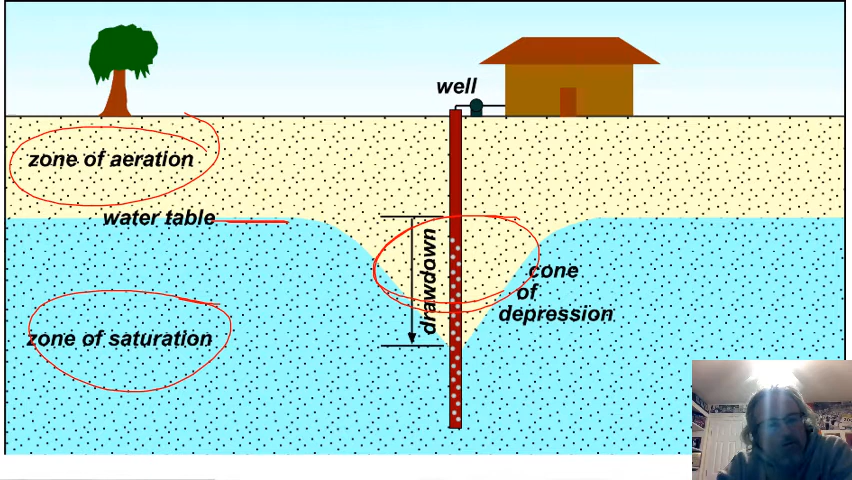 well
zone of aeration
water table
drawdown
cone
of
depression
zone of saturation